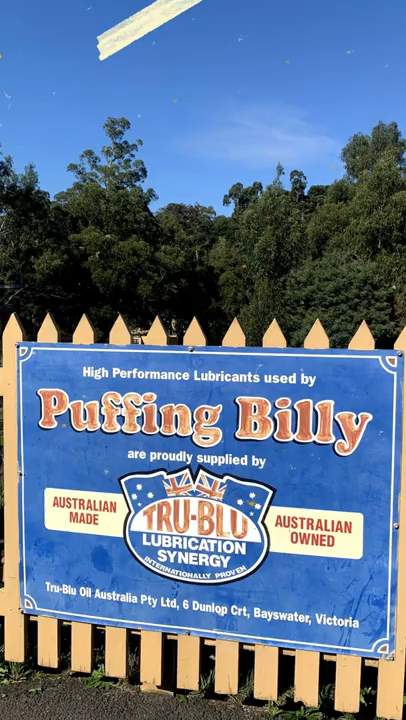 High Performance Lubricants used by
Puffing Billy
are proudly supplied by
AUSTRALIAN
MADE
TRU-BLU
LUBRICATION
SYNERGY
INTERNATIONALLY PROVEN
AUSTRALIAN
OWNED
Tru-Blu Oil Australia Pty Ltd, 6 Dunlop Crt, Bayswater, Victoria